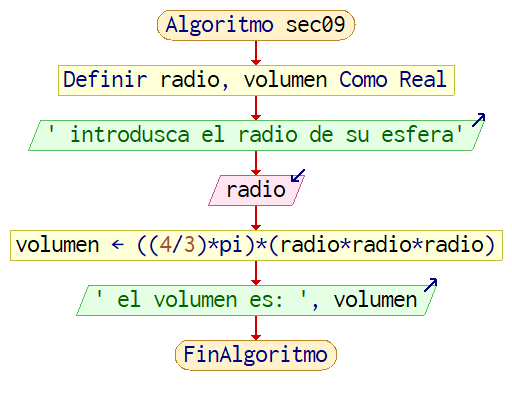 Algoritmo sec09
Definir radio, volumen Como Real
' introdusca el radio de su esfera'
radio
volumen ← ((4/3)*pi)*(radio*radio*radio)
' el volumen es: ', volumen
FinAlgoritmo